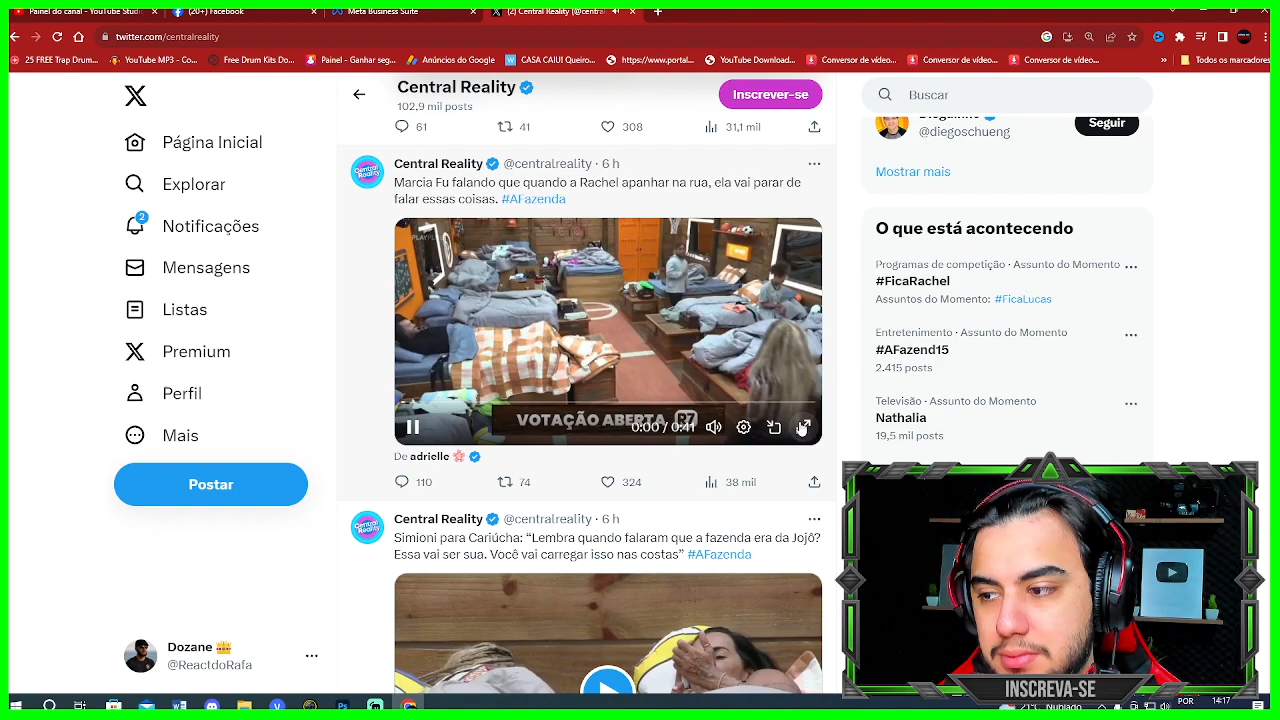 Painel do canal - YouTube Studio
(20+) Facebook
Meta Business Suite
(2) Central Reality (@central
twitter.com/centralreality
25 FREE Trap Drum...
YouTube MP3 - Co...
Free Drum Kits Do...
Painel - Ganhar seg...
Anúncios do Google
CASA CAIUI Queiro...
https://www.portal...
YouTube Download...
Conversor de vídeo...
Conversor de vídeo...
Conversor de vídeo...
Todos os marcadores
Página Inicial
Explorar
2
Notificações
Mensagens
Listas
Premium
Perfil
Mais
Postar
Dozane
@ReactdoRafa
Central Reality
102,9 mil posts
Inscrever-se
61
41
308
31,1 mil
Central Reality @centralreality · 6 h
Marcia Fu falando que quando a Rachel apanhar na rua, ela vai parar de
falar essas coisas. #AFazenda
VOTAÇÃO ABERTA R7
0:00 / 0:41
De adrielle
110
74
324
38 mil
Central Reality @centralreality · 6 h
Simioni para Cariúcha: “Lembra quando falaram que a fazenda era da Jojô?
Essa vai ser sua. Você vai carregar isso nas costas” #AFazenda
Buscar
@diegoschueng
Seguir
Mostrar mais
O que está acontecendo
Programas de competição · Assunto do Momento
#FicaRachel
Assuntos do Momento: #FicaLucas
Entretenimento · Assunto do Momento
#AFazend15
2.415 posts
Televisão · Assunto do Momento
Nathalia
19,5 mil posts
INSCREVA-SE
21°C Nublado
POR
14:17